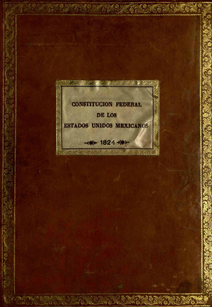 CONSTITUCION FEDERAL
DE LOS
ESTADOS UNIDOS MEXICANOS
1824